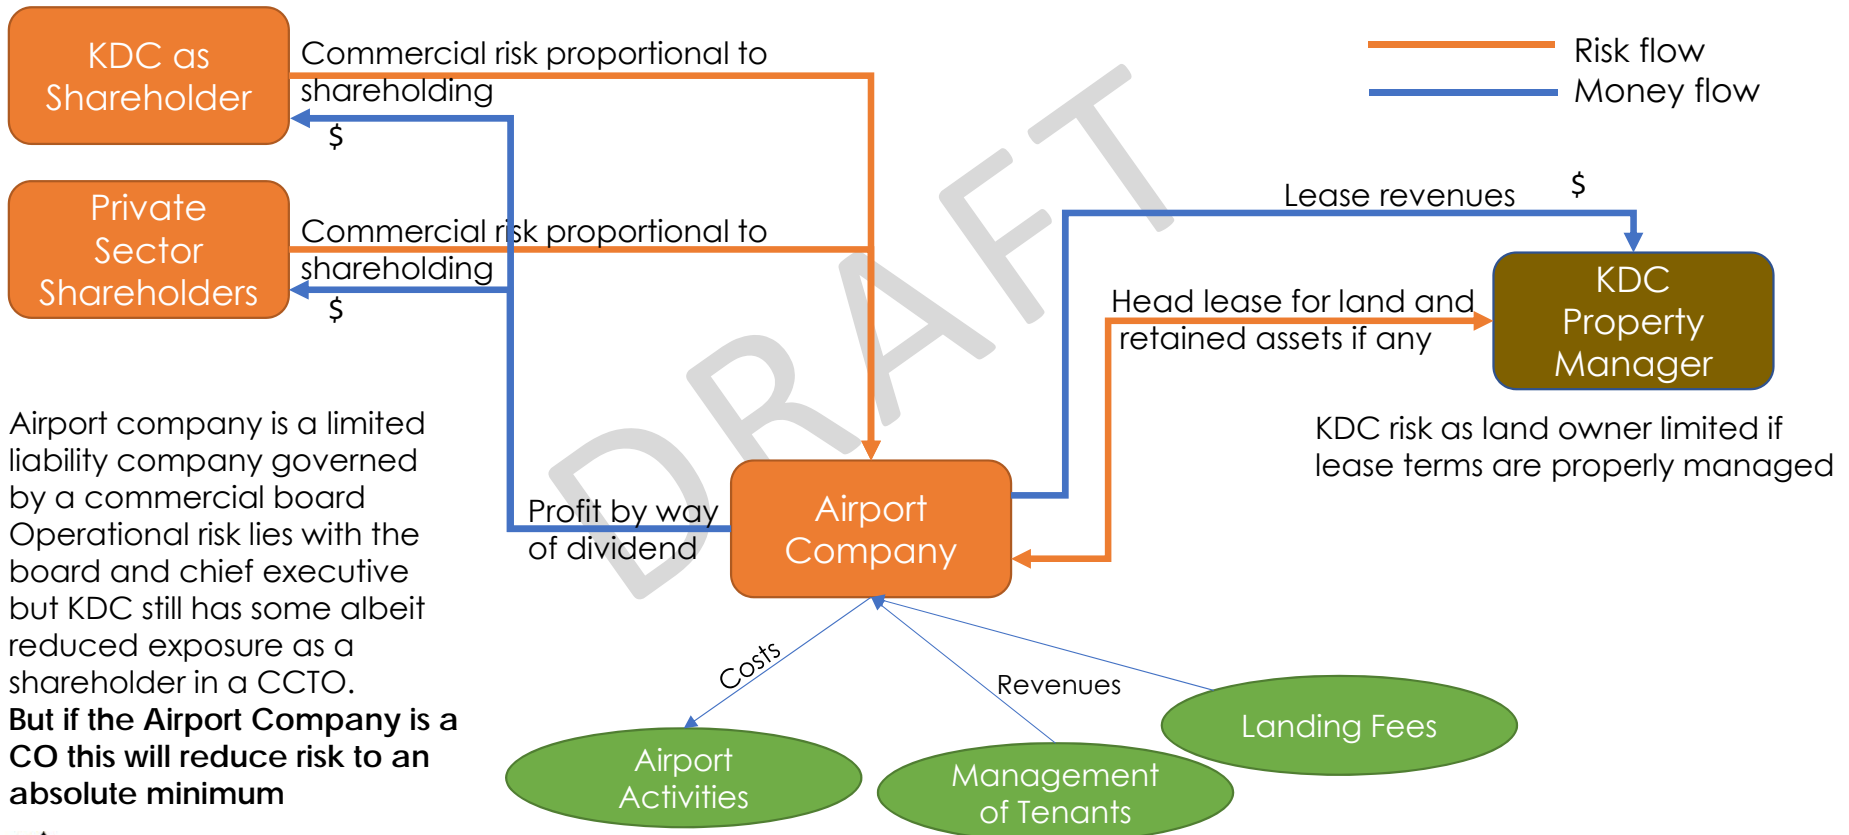 KDC as
Shareholder
Commercial risk proportional to
shareholding
$
Private
Sector
Shareholders
Commercial risk proportional to
shareholding
$
Risk flow
Money flow
Lease revenues
$
Head lease for land and
retained assets if any
KDC
Property
Manager
KDC risk as land owner limited if
lease terms are properly managed
DRAFT
Airport company is a limited
liability company governed
by a commercial board
Operational risk lies with the
board and chief executive
but KDC still has some albeit
reduced exposure as a
shareholder in a CCTO.
But if the Airport Company is a
CO this will reduce risk to an
absolute minimum
Profit by way
of dividend
Airport
Company
Costs
Revenues
Airport
Activities
Management
of Tenants
Landing Fees